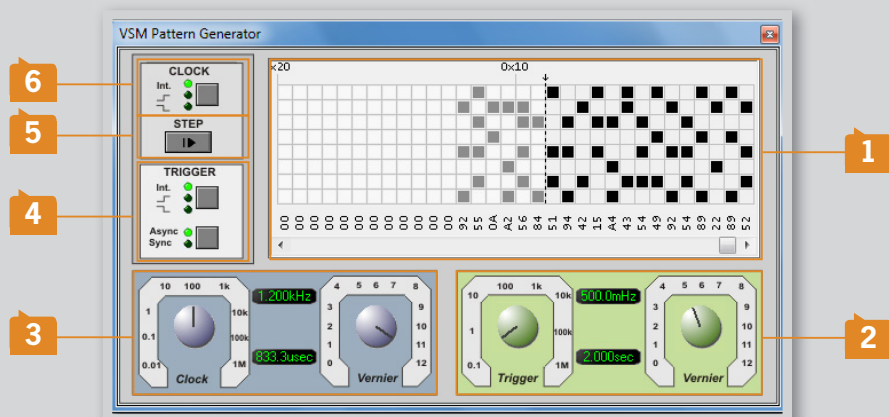 VSM Pattern Generator
6
CLOCK
Int.
5
STEP
4
TRIGGER
Int.
Async
Sync
x20 0x10
1
00 00 00 00 00 00 00 00 00 00 00 00 92 55 0A A2 56 84 51 94 42 15 A4 43 54 49 92 54 89 22 89 52
3
10 100 1k
1 10k
0.1 100k
0.01 1M
Clock
1.200kHz
833.3usec
4 5 6 7 8
3 9
2 10
1 11
0 12
Vernier
2
100 1k
10 10k
1 100k
0.1 1M
Trigger
500.0mHz
2.000sec
4 5 6 7 8
3 9
2 10
1 11
0 12
Vernier